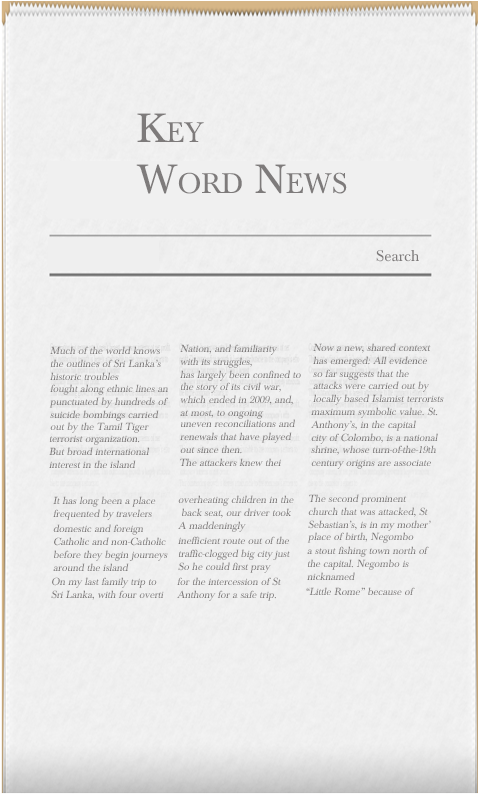 KEY
WORD NEWS
Search
Much of the world knows
the outlines of Sri Lanka's
historic troubles
fought along ethnic lines an
punctuated by hundreds of
suicide bombings carried
out by the Tamil Tiger
terrorist organization.
But broad international
interest in the island
Nation, and familiarity
with its struggles,
has largely been confined to
the story of its civil war,
which ended in 2009, and,
at most, to ongoing
uneven reconciliations and
renewals that have played
out since then.
The attackers knew thei
Now a new, shared context
has emerged: All evidence
so far suggests that the
attacks were carried out by
locally based Islamist terrorists
maximum symbolic value. St.
Anthony's, in the capital
city of Colombo, is a national
shrine, whose turn-of-the-19th
century origins are associate
It has long been a place
frequented by travelers
domestic and foreign
Catholic and non-Catholic
before they begin journeys
around the island
On my last family trip to
Sri Lanka, with four overti
overheating children in the
back seat, our driver took
A maddeningly
inefficient route out of the
traffic-clogged big city just
So he could first pray
for the intercession of St
Anthony for a safe trip.
The second prominent
church that was attacked, St
Sebastian's, is in my mother'
place of birth, Negombo
a stout fishing town north of
the capital. Negombo is
nicknamed
“Little Rome” because of